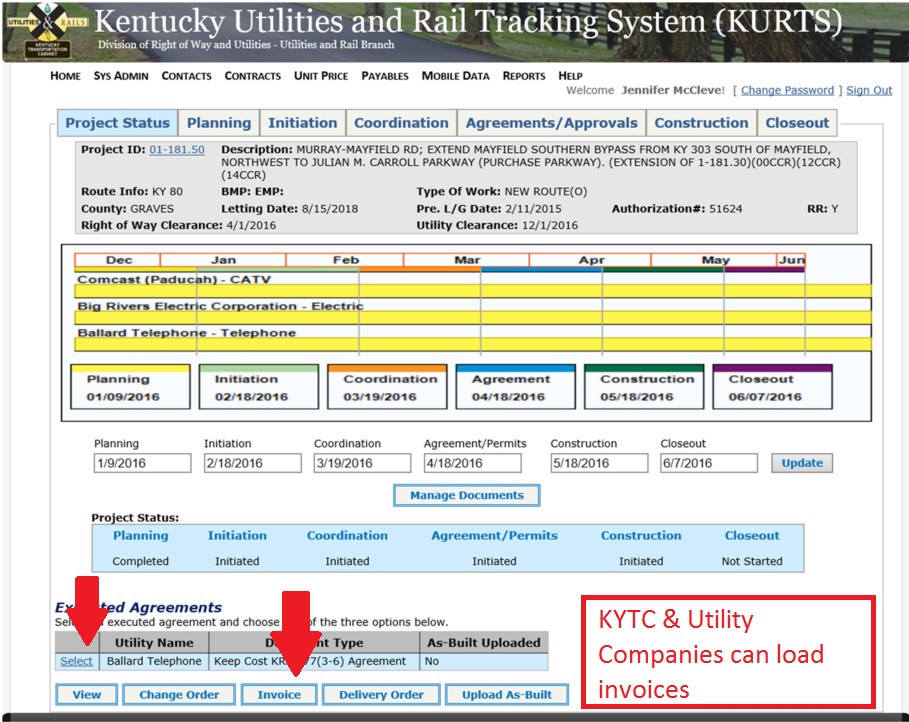 UTILITIES & RAILS
KENTUCKY
TRANSPORTATION
CABINET
Kentucky Utilities and Rail Tracking System (KURTS)
Division of Right of Way and Utilities - Utilities and Rail Branch
HOME SYS ADMIN CONTACTS CONTRACTS UNIT PRICE PAYABLES MOBILE DATA REPORTS HELP
Welcome Jennifer McCleve! [ Change Password ] Sign Out
Project Status Planning Initiation Coordination Agreements/Approvals Construction Closeout
Project ID: 01-181.50 Description: MURRAY-MAYFIELD RD; EXTEND MAYFIELD SOUTHERN BYPASS FROM KY 303 SOUTH OF MAYFIELD,
NORTHWEST TO JULIAN M. CARROLL PARKWAY (PURCHASE PARKWAY). (EXTENSION OF 1-181.30)(00CCR)(12CCR)
(14CCR)
Route Info: KY 80 BMP: EMP: Type Of Work: NEW ROUTE(O)
County: GRAVES Letting Date: 8/15/2018 Pre. L/G Date: 2/11/2015 Authorization#: 51624 RR: Y
Right of Way Clearance: 4/1/2016 Utility Clearance: 12/1/2016
Dec Jan Feb Mar Apr May Jun
Comcast (Paducah) - CATV
Big Rivers Electric Corporation - Electric
Ballard Telephone - Telephone
Planning Initiation Coordination Agreement Construction Closeout
01/09/2016 02/18/2016 03/19/2016 04/18/2016 05/18/2016 06/07/2016
Planning Initiation Coordination Agreement/Permits Construction Closeout
1/9/2016 2/18/2016 3/19/2016 4/18/2016 5/18/2016 6/7/2016 Update
Manage Documents
Project Status:
Planning Initiation Coordination Agreement/Permits Construction Closeout
Completed Initiated Initiated Initiated Initiated Not Started
Agreements
executed agreement and choose of the three options below.
Utility Name Type As-Built Uploaded
Select Ballard Telephone Keep Cost (3-6) Agreement No
View Change Order Invoice Delivery Order Upload As-Built
KYTC & Utility
Companies can load
invoices